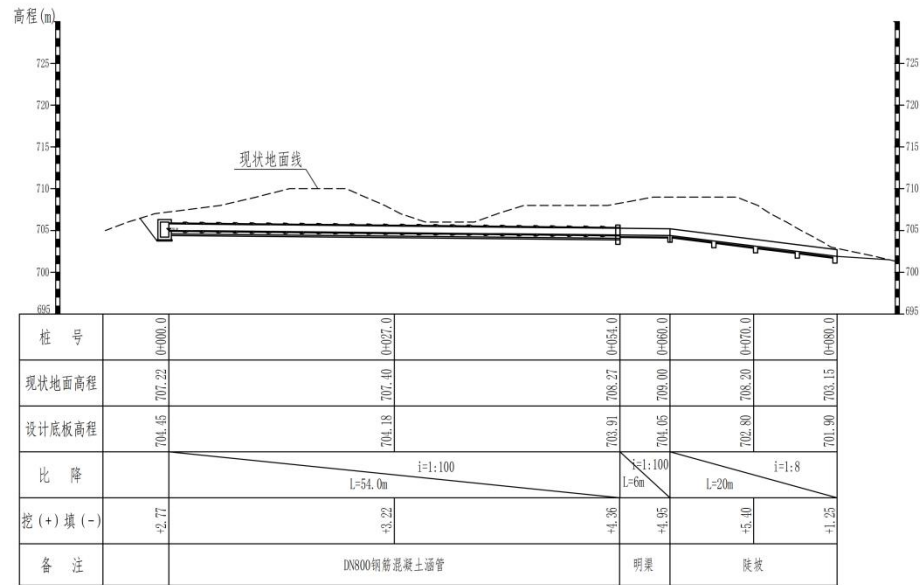 高程(m)
725
720
715
710
705
700
695
725
720
715
710
705
700
695
现状地面线
桩 号 0+000.0 0+027.0 0+054.0 0+060.0 0+070.0 0+080.0
现状地面高程 707.22 707.40 708.27 709.00 708.20 703.15
设计底板高程 704.45 704.18 703.91 704.05 702.80 701.90
比 降 i=1:100 L=54.0m i=1:100 L=6m i=1:8 L=20m
挖(+)填(-) +2.77 +3.22 +4.36 +4.95 +5.40 +1.25
备 注 DN800钢筋混凝土涵管 明渠 陡坡